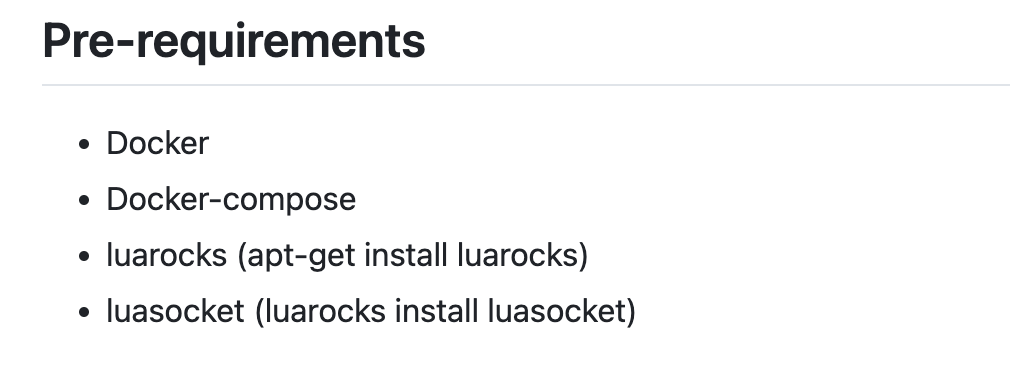 Pre-requirements
• Docker
• Docker-compose
• luarocks (apt-get install luarocks)
• luasocket (luarocks install luasocket)